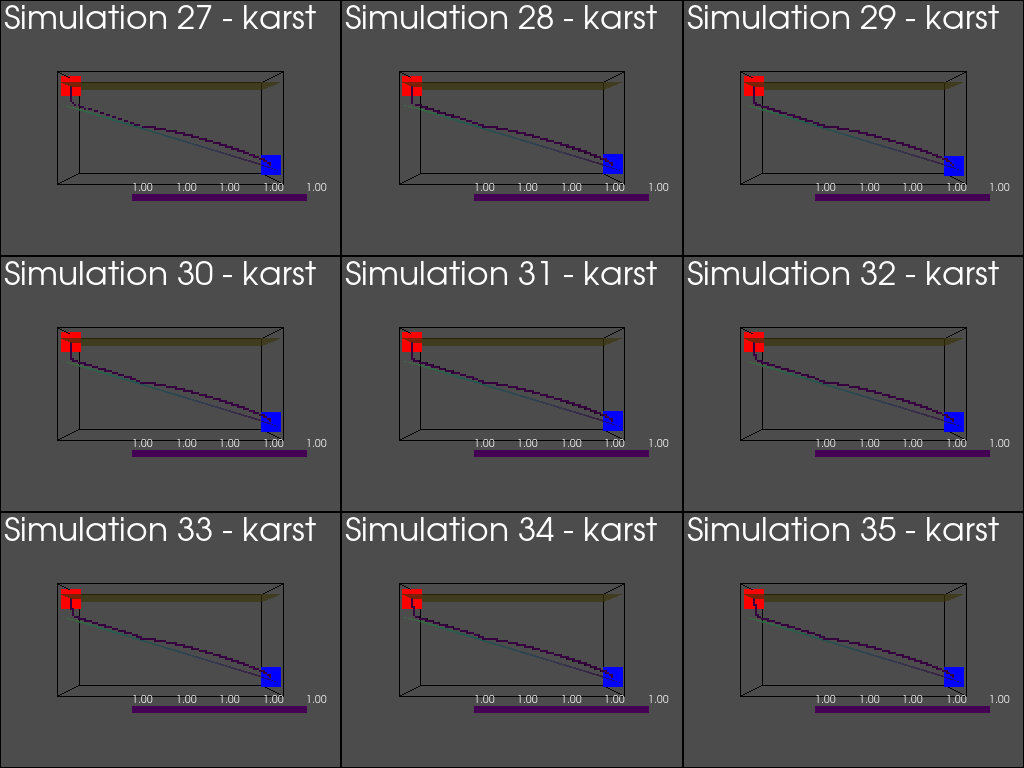 Simulation 27 - karst
1.00 1.00 1.00 1.00 1.00
Simulation 28 - karst
1.00 1.00 1.00 1.00 1.00
Simulation 29 - karst
1.00 1.00 1.00 1.00 1.00
Simulation 30 - karst
1.00 1.00 1.00 1.00 1.00
Simulation 31 - karst
1.00 1.00 1.00 1.00 1.00
Simulation 32 - karst
1.00 1.00 1.00 1.00 1.00
Simulation 33 - karst
1.00 1.00 1.00 1.00 1.00
Simulation 34 - karst
1.00 1.00 1.00 1.00 1.00
Simulation 35 - karst
1.00 1.00 1.00 1.00 1.00